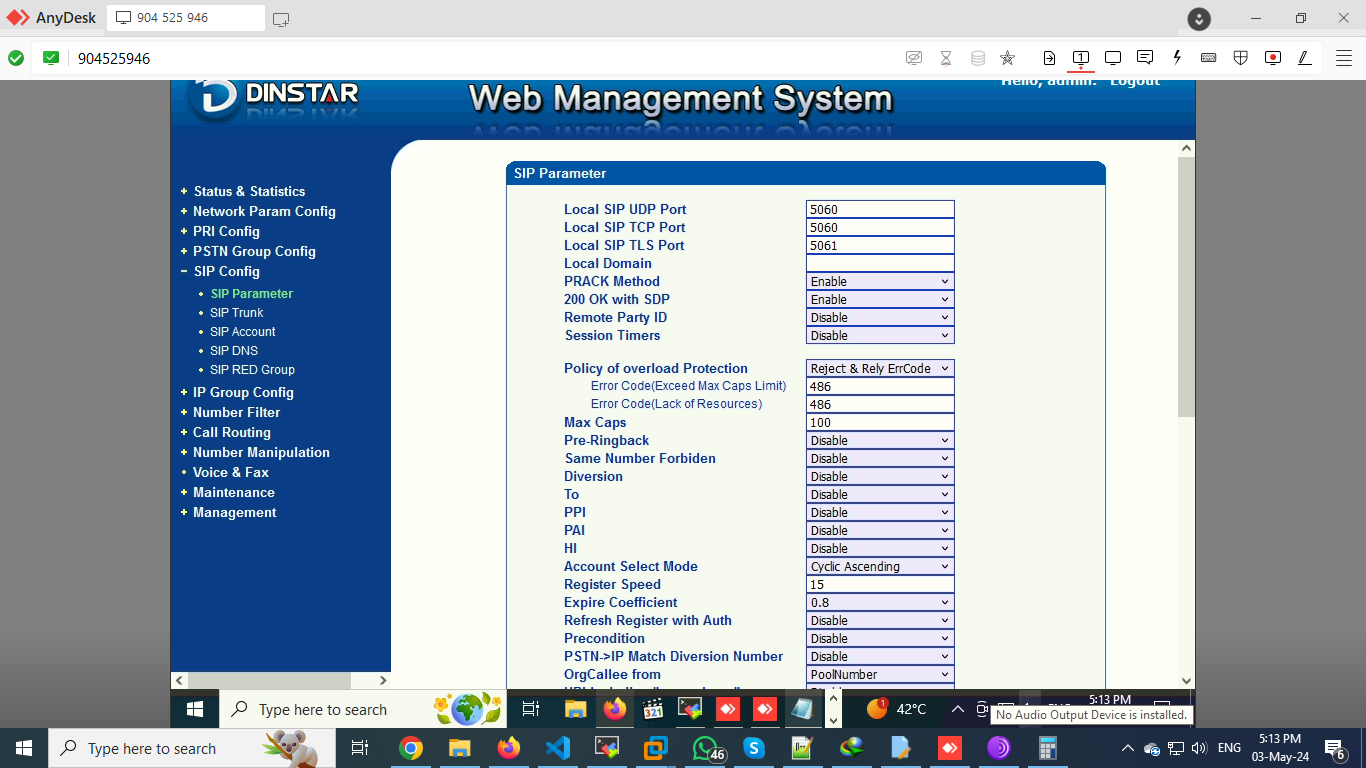 AnyDesk
904 525 946
904525946
1
DINSTAR
Web Management System
Hello, admin. Logout
+ Status & Statistics
+ Network Param Config
+ PRI Config
+ PSTN Group Config
− SIP Config
• SIP Parameter
• SIP Trunk
• SIP Account
• SIP DNS
• SIP RED Group
+ IP Group Config
+ Number Filter
+ Call Routing
+ Number Manipulation
• Voice & Fax
+ Maintenance
+ Management
SIP Parameter
Local SIP UDP Port 5060
Local SIP TCP Port 5060
Local SIP TLS Port 5061
Local Domain
PRACK Method Enable
200 OK with SDP Enable
Remote Party ID Disable
Session Timers Disable
Policy of overload Protection Reject & Rely ErrCode
Error Code(Exceed Max Caps Limit) 486
Error Code(Lack of Resources) 486
Max Caps 100
Pre-Ringback Disable
Same Number Forbiden Disable
Diversion Disable
To Disable
PPI Disable
PAI Disable
HI Disable
Account Select Mode Cyclic Ascending
Register Speed 15
Expire Coefficient 0.8
Refresh Register with Auth Disable
Precondition Disable
PSTN->IP Match Diversion Number Disable
OrgCallee from PoolNumber
Type here to search
321
1
42°C
5:13 PM
No Audio Output Device is installed.
Type here to search
46
ENG
5:13 PM
03-May-24
6